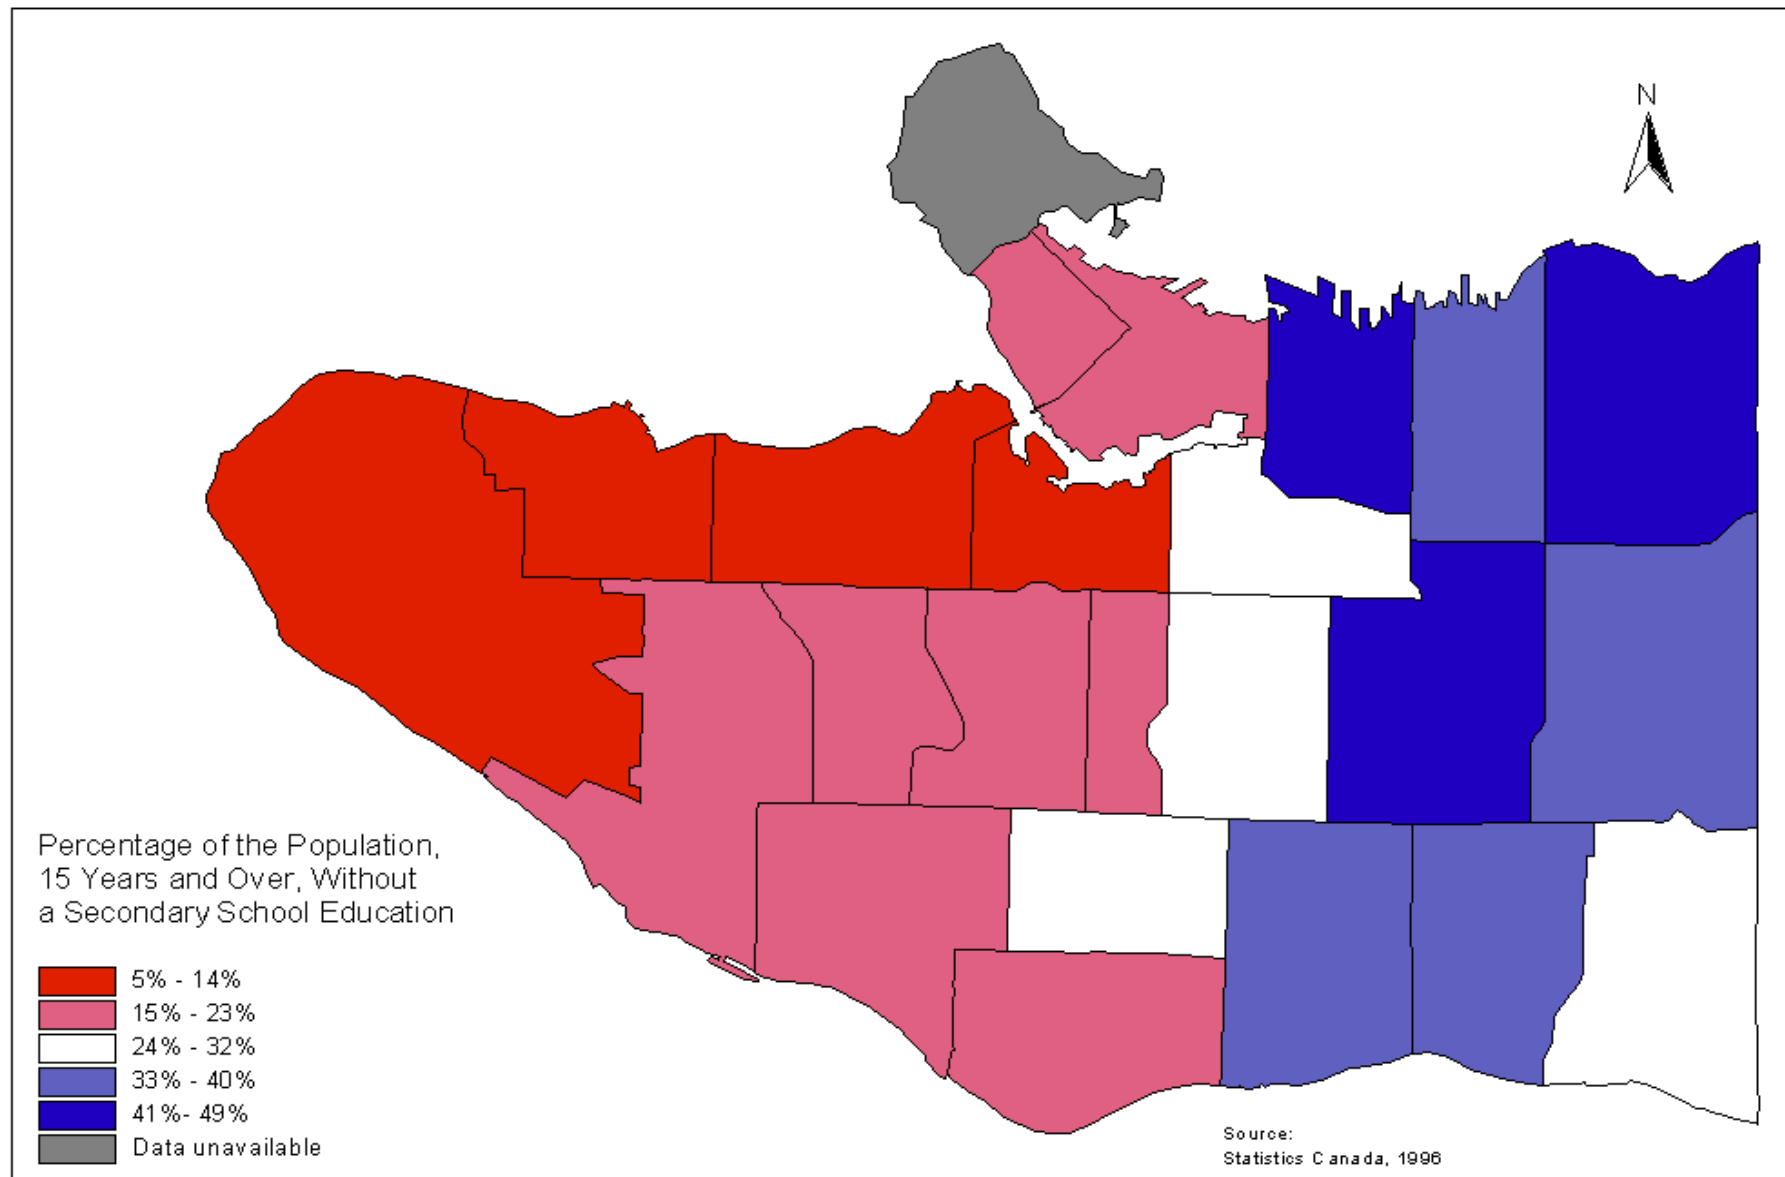 N
Percentage of the Population,
15 Years and Over, Without
a Secondary School Education
5% - 14%
15% - 23%
24% - 32%
33% - 40%
41%- 49%
Data unavailable
Source:
Statistics Canada, 1996